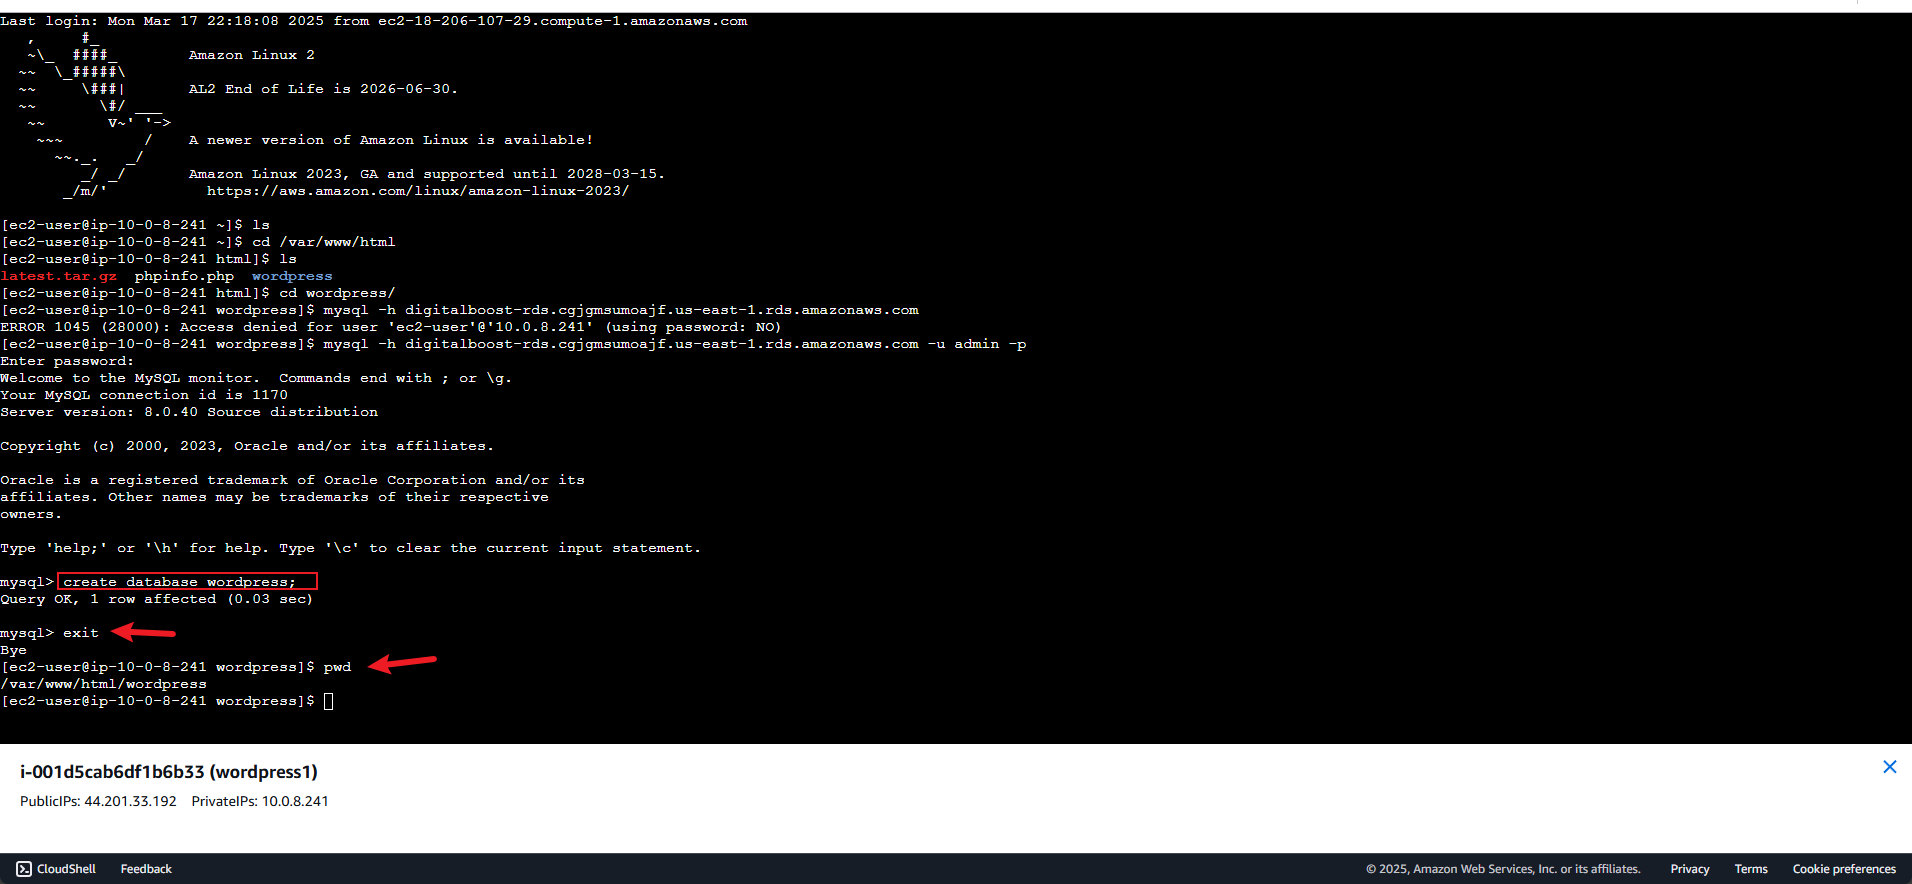 Last login: Mon Mar 17 22:18:08 2025 from ec2-18-206-107-29.compute-1.amazonaws.com
   ,     #_
   ~\_  ####_        Amazon Linux 2
  ~~  \_#####\
  ~~     \###|       AL2 End of Life is 2026-06-30.
  ~~       \#/ ___
   ~~       V~' '->
    ~~~         /    A newer version of Amazon Linux is available!
      ~~._.   _/
         _/ _/       Amazon Linux 2023, GA and supported until 2028-03-15.
       _/m/'           https://aws.amazon.com/linux/amazon-linux-2023/
[ec2-user@ip-10-0-8-241 ~]$ ls
[ec2-user@ip-10-0-8-241 ~]$ cd /var/www/html
[ec2-user@ip-10-0-8-241 html]$ ls
latest.tar.gz  phpinfo.php  wordpress
[ec2-user@ip-10-0-8-241 html]$ cd wordpress/
[ec2-user@ip-10-0-8-241 wordpress]$ mysql -h digitalboost-rds.cgjgmsumoajf.us-east-1.rds.amazonaws.com
ERROR 1045 (28000): Access denied for user 'ec2-user'@'10.0.8.241' (using password: NO)
[ec2-user@ip-10-0-8-241 wordpress]$ mysql -h digitalboost-rds.cgjgmsumoajf.us-east-1.rds.amazonaws.com -u admin -p
Enter password:
Welcome to the MySQL monitor.  Commands end with ; or \g.
Your MySQL connection id is 1170
Server version: 8.0.40 Source distribution
Copyright (c) 2000, 2023, Oracle and/or its affiliates.
Oracle is a registered trademark of Oracle Corporation and/or its
affiliates. Other names may be trademarks of their respective
owners.
Type 'help;' or '\h' for help. Type '\c' to clear the current input statement.
mysql> create database wordpress;
Query OK, 1 row affected (0.03 sec)
mysql> exit
Bye
[ec2-user@ip-10-0-8-241 wordpress]$ pwd
/var/www/html/wordpress
[ec2-user@ip-10-0-8-241 wordpress]$
i-001d5cab6df1b6b33 (wordpress1)
PublicIPs: 44.201.33.192 PrivateIPs: 10.0.8.241
CloudShell Feedback © 2025, Amazon Web Services, Inc. or its affiliates. Privacy Terms Cookie preferences